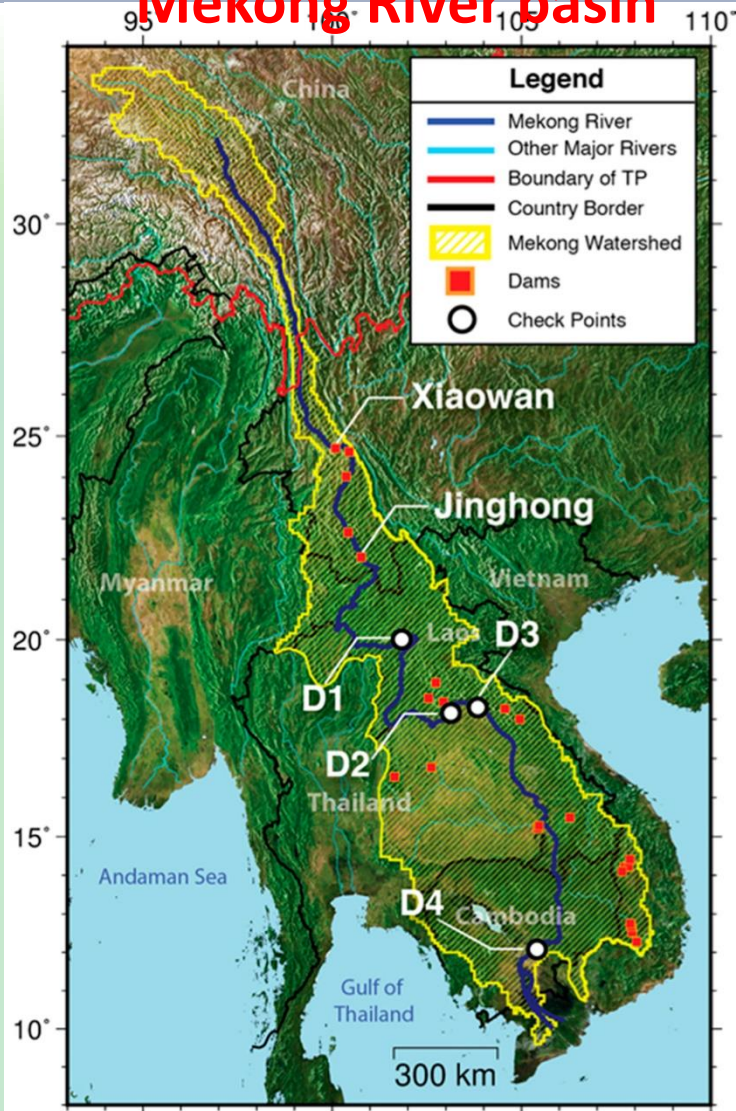 Mekong River basin
95° 100° 105° 110°
China
Legend
Mekong River
Other Major Rivers
Boundary of TP
Country Border
Mekong Watershed
Dams
Check Points
30°
Xiaowan
25°
Jinghong
Myanmar
Vietnam
20°
Laos
D3
D1
D2
Thailand
15°
Andaman Sea
D4
Cambodia
Gulf of
Thailand
10°
300 km